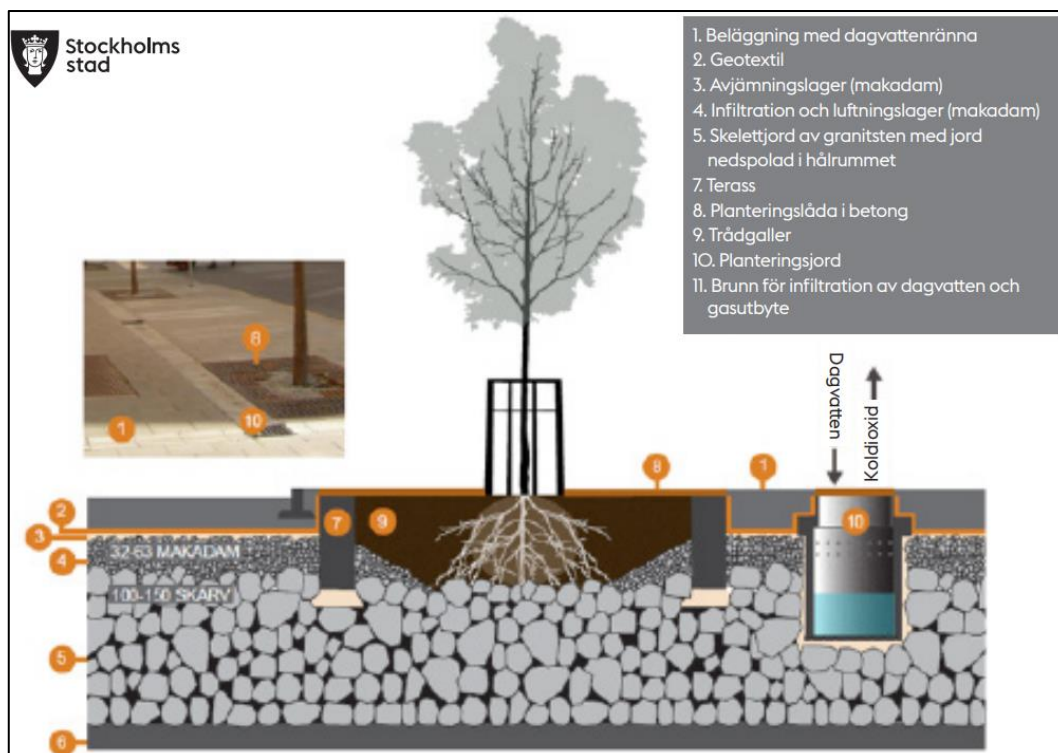 Stockholms
stad
1. Beläggning med dagvattenränna
2. Geotextil
3. Avjämningslager (makadam)
4. Infiltration och luftningslager (makadam)
5. Skelettjord av granitsten med jord
nedspolad i hålrummet
7. Terass
8. Planteringslåda i betong
9. Trådgaller
10. Planteringsjord
11. Brunn för infiltration av dagvatten och
gasutbyte
8
10
1
Dagvatten
Koldioxid
8
1
2
7
9
10
3
32-63 MAKADAM
4
100-150 SKÄRV
5
6